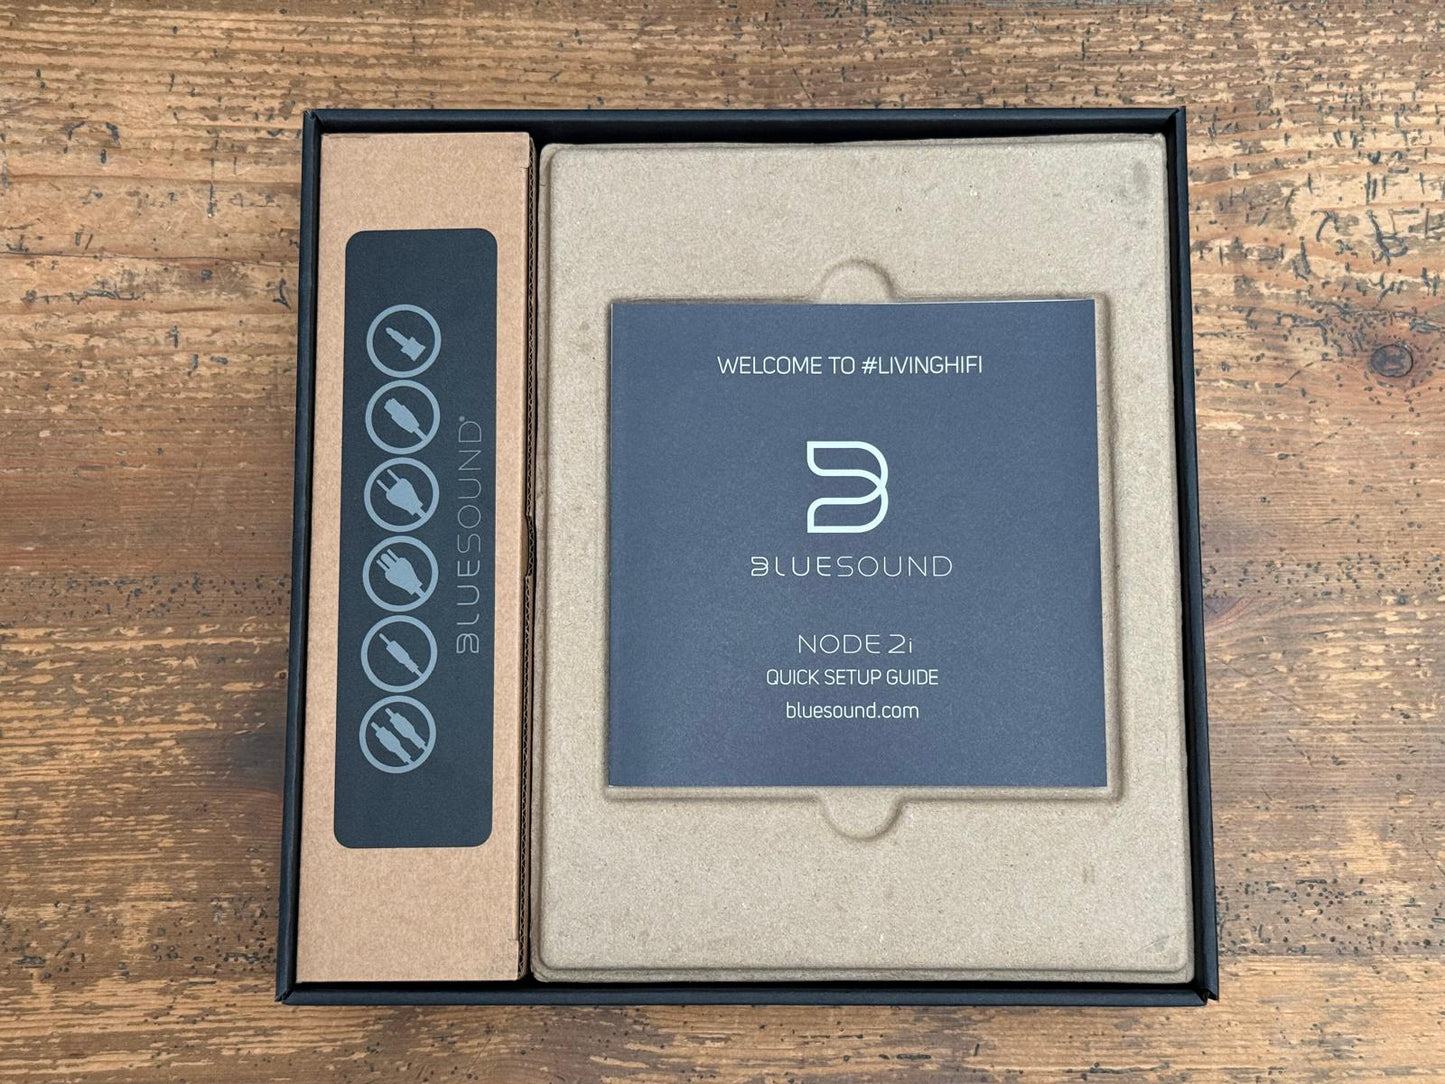 BLUESOUND®
WELCOME TO #LIVINGHIFI
BLUESOUND
NODE 2i
QUICK SETUP GUIDE
bluesound.com